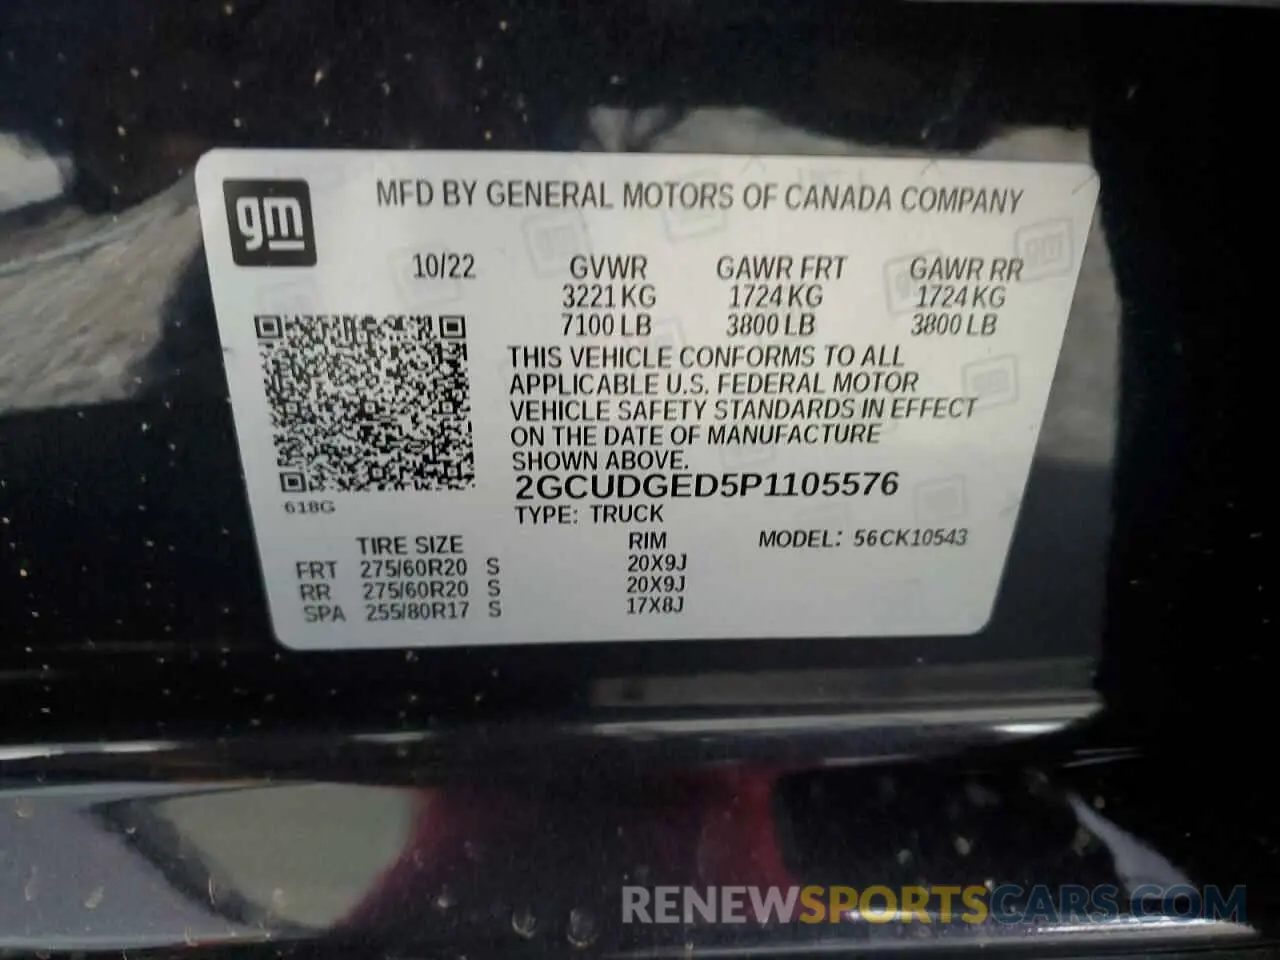 gm
MFD BY GENERAL MOTORS OF CANADA COMPANY
10/22 GVWR GAWR FRT GAWR RR
3221 KG 1724 KG 1724 KG
7100 LB 3800 LB 3800 LB
THIS VEHICLE CONFORMS TO ALL
APPLICABLE U.S. FEDERAL MOTOR
VEHICLE SAFETY STANDARDS IN EFFECT
ON THE DATE OF MANUFACTURE
SHOWN ABOVE.
2GCUDGED5P1105576
618G
TYPE: TRUCK
TIRE SIZE RIM MODEL: 56CK10543
FRT 275/60R20 S 20X9J
RR 275/60R20 S 20X9J
SPA 255/80R17 S 17X8J
RENEWSPORTSCARS.COM